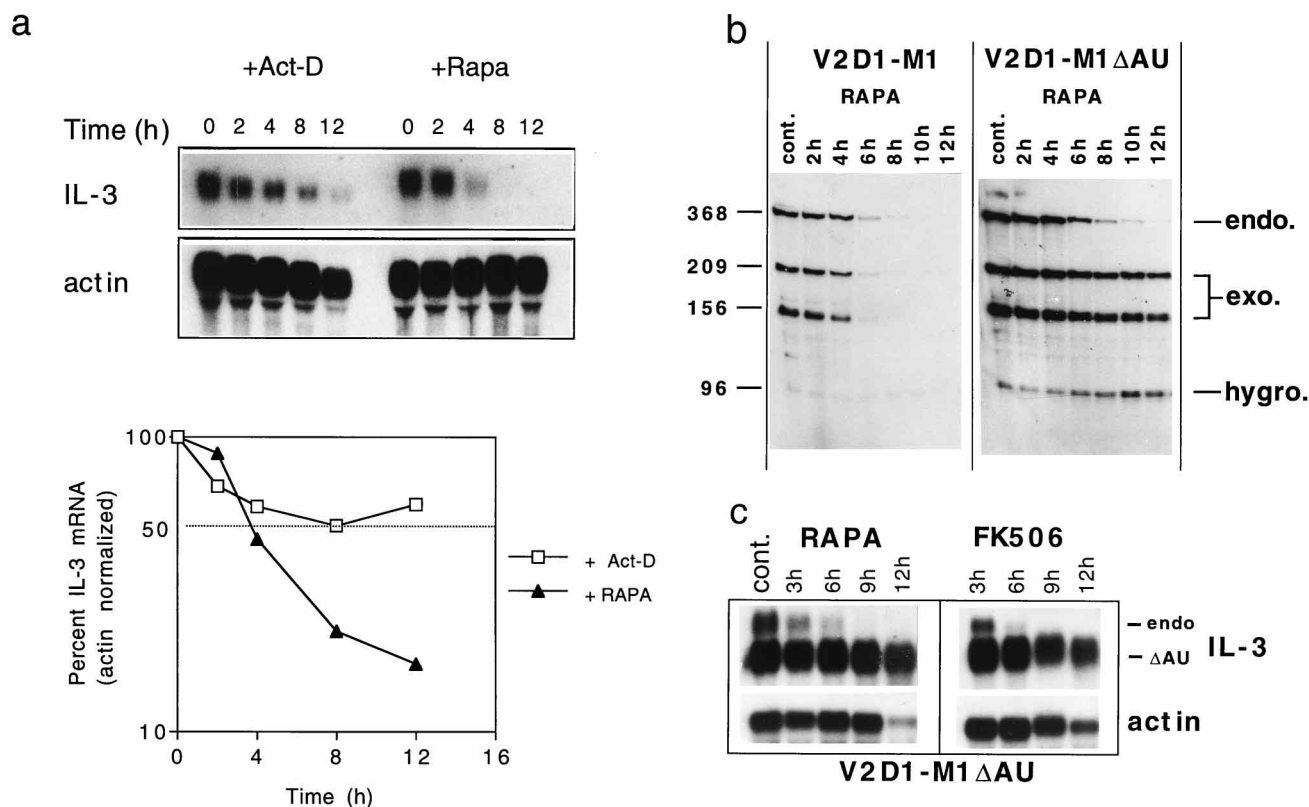 a
+Act-D +Rapa
Time (h) 0 2 4 8 12 0 2 4 8 12
IL-3
actin
Percent IL-3 mRNA
(actin normalized)
100
50
10
0 4 8 12 16
Time (h)
+ Act-D
+ RAPA
b
V2D1-M1 V2D1-M1ΔAU
RAPA RAPA
cont. 2h 4h 6h 8h 10h 12h cont. 2h 4h 6h 8h 10h 12h
368
209
156
96
endo.
exo.
hygro.
c
RAPA FK506
cont. 3h 6h 9h 12h 3h 6h 9h 12h
endo
ΔAU
IL-3
actin
V2D1-M1ΔAU